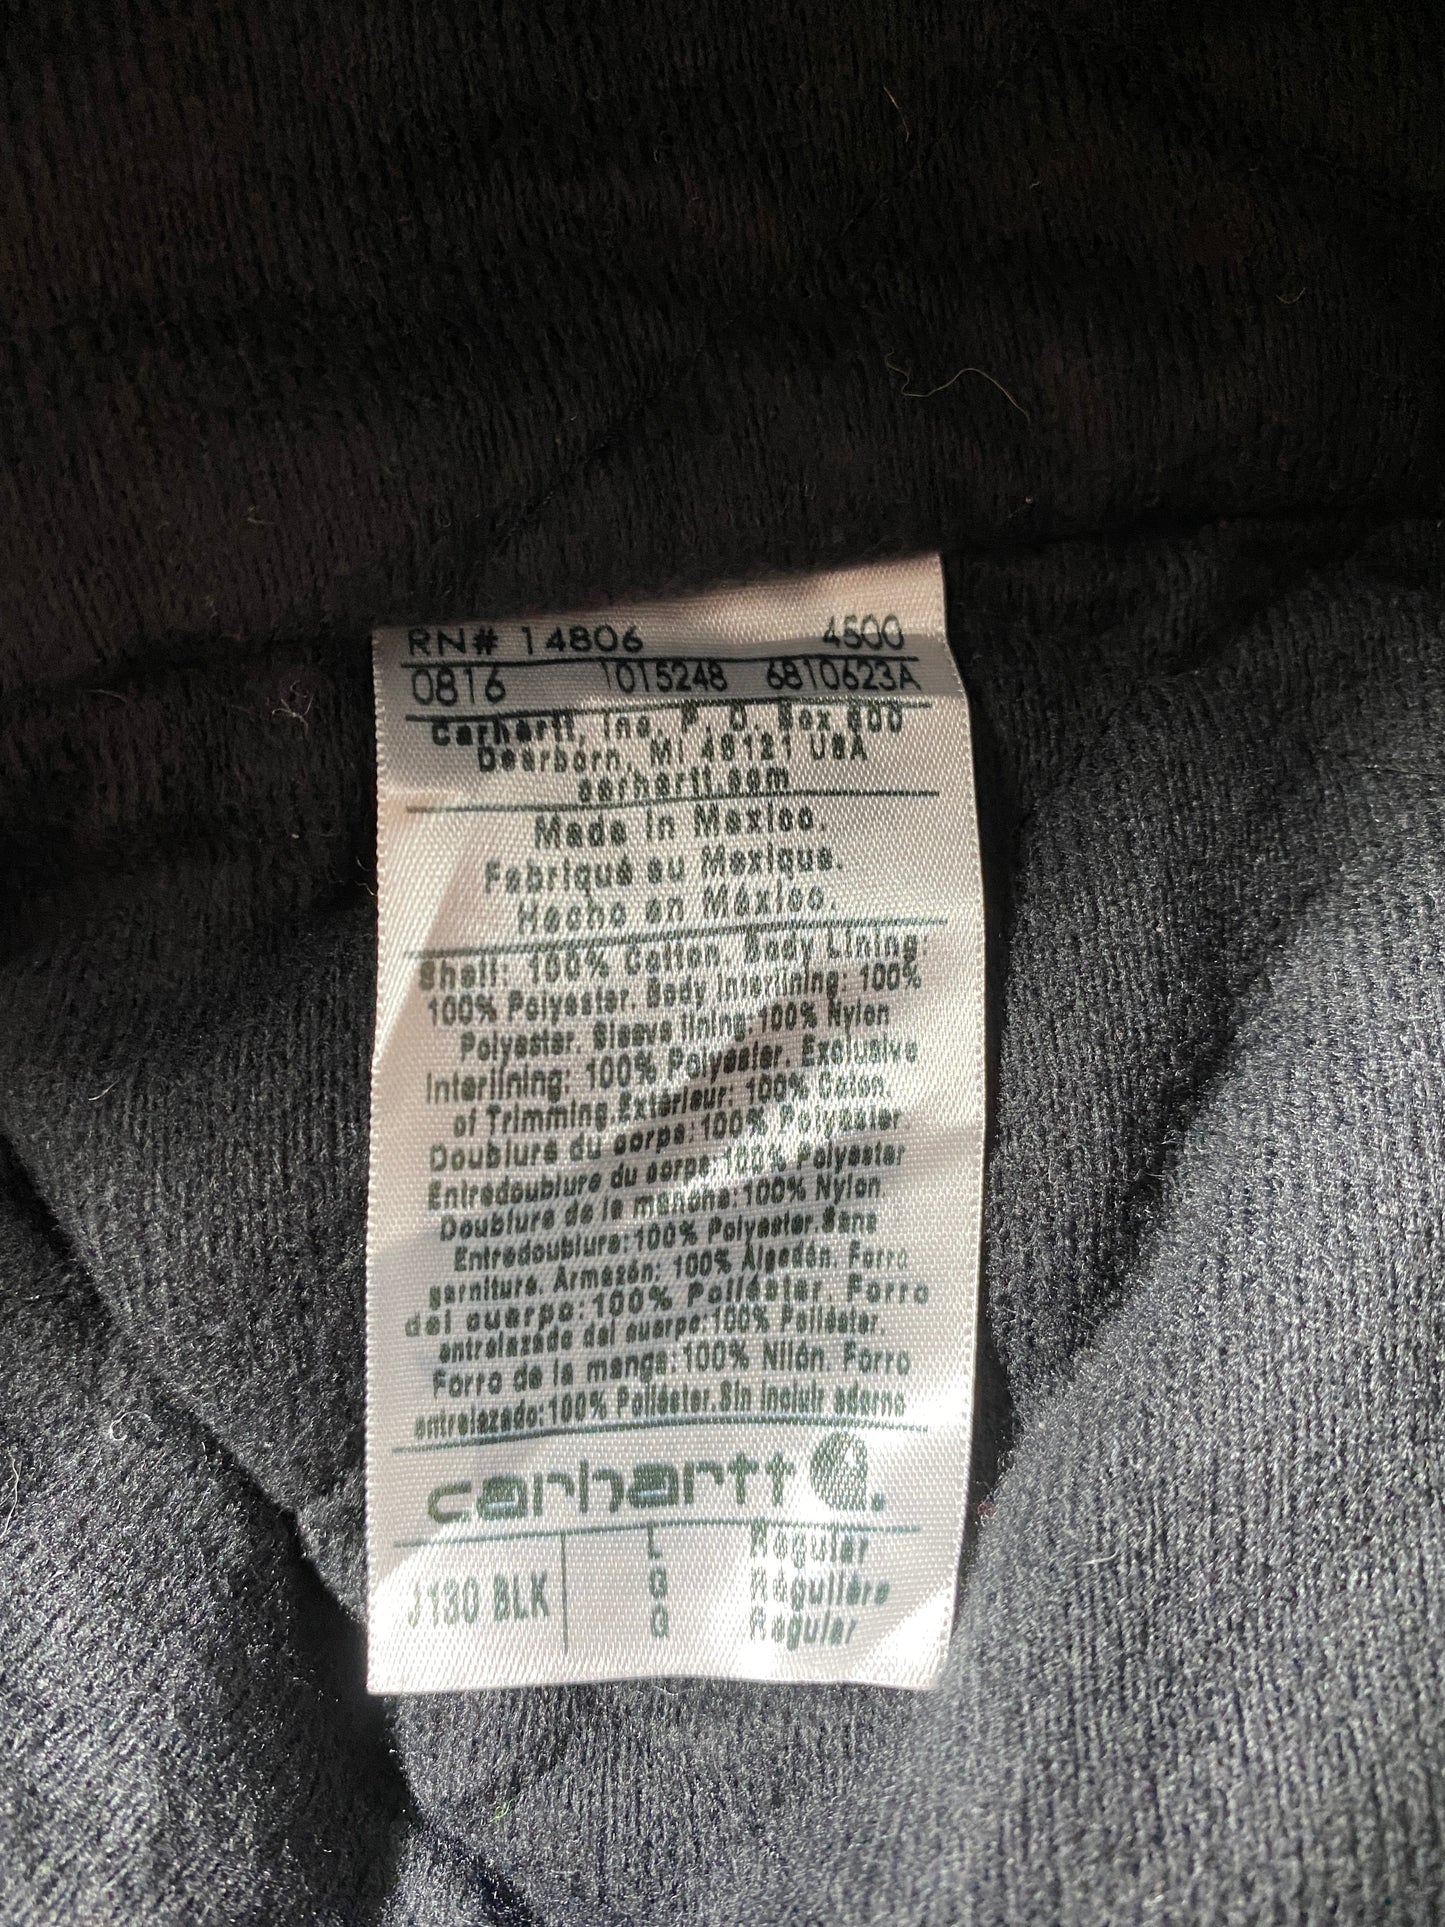 RN# 14806 4500
0816 1015248 6810623A
Carhartt, Inc. P. O. Box 600
Dearborn, MI 48121 USA
carhartt.com
Made in Mexico.
Fabriqué au Mexique.
Hecho en México.
Shell: 100% Cotton. Body Lining:
100% Polyester. Body Interlining: 100%
Polyester. Sleeve lining:100% Nylon
Interlining: 100% Polyester. Exclusive
of Trimming.Extérieur: 100% Coton.
Doublure du corps:100% Polyester
Entredoublure du corps:100% Polyester
Doublure de la manche:100% Nylon.
Entredoublure:100% Polyester.Sans
garniture. Armazón: 100% Algodón. Forro
del cuerpo:100% Poliéster. Forro
entrelazado del cuerpo:100% Poliéster.
Forro de la manga:100% Nilón. Forro
entrelazado:100% Poliéster.Sin incluir adorno
carhartt
L Regular
J130 BLK G Régulière
G Regular